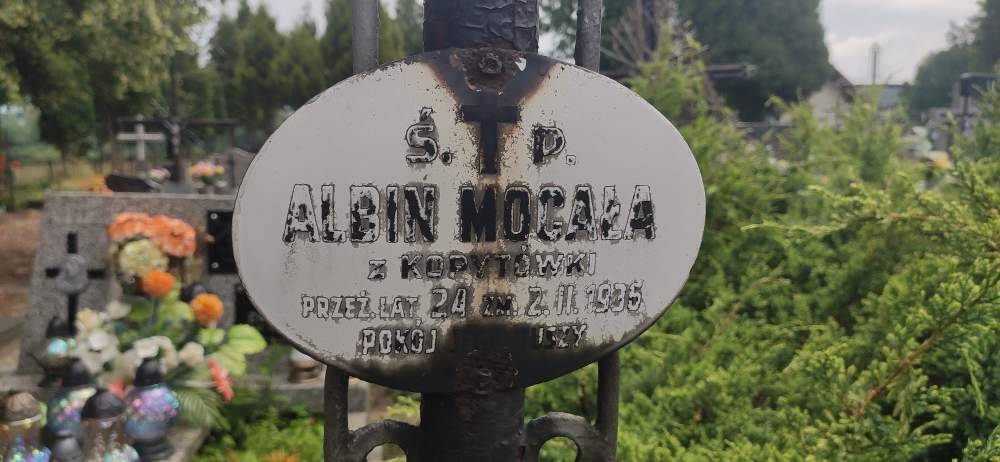 Ś. P.
ALBIN MOCAŁA
z KOPYTÓWKI
PRZEŻ. LAT 24 ZM. 2. II. 1935
POKÓJ